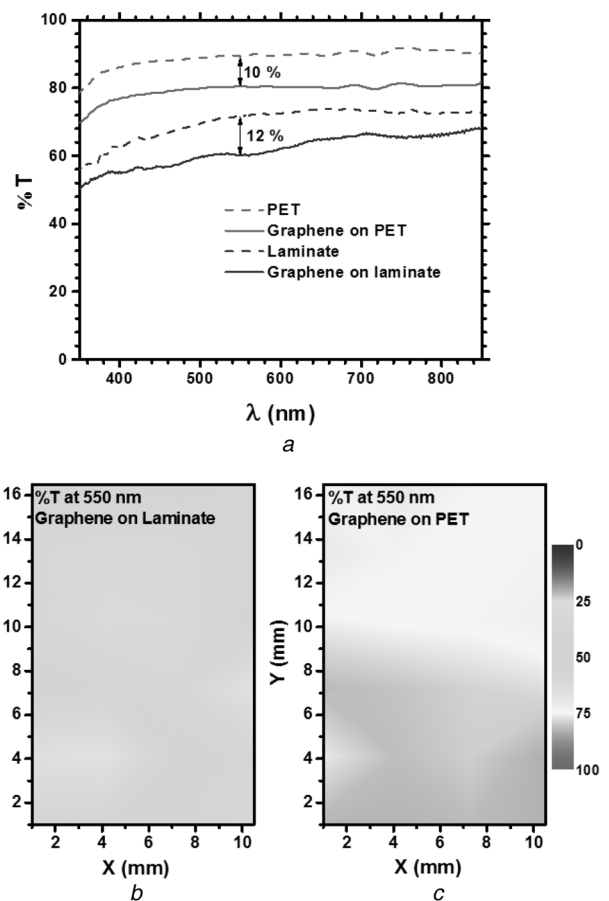 100
80
60
40
20
0
% T
10 %
12 %
PET
Graphene on PET
Laminate
Graphene on laminate
400 500 600 700 800
λ (nm)
a
%T at 550 nm
Graphene on Laminate
16
14
12
10
8
6
4
2
2 4 6 8 10
X (mm)
b
%T at 550 nm
Graphene on PET
16
14
12
10
8
6
4
2
Y (mm)
2 4 6 8 10
X (mm)
c
0
25
50
75
100